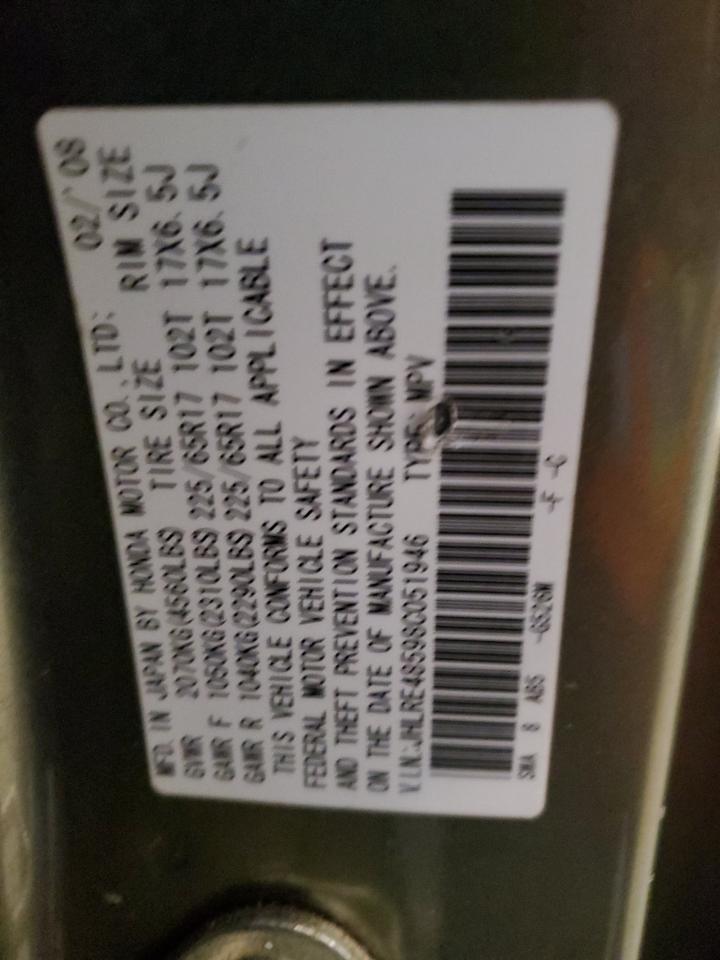 MFD. IN JAPAN BY HONDA MOTOR CO., LTD: 02/'08
TIRE SIZE RIM SIZE
GVWR 2070KG(4560LBS)
GAWR F 1050KG(2310LBS) 225/65R17 102T 17X6.5J
GAWR R 1040KG(2290LBS) 225/65R17 102T 17X6.5J
THIS VEHICLE CONFORMS TO ALL APPLICABLE
FEDERAL MOTOR VEHICLE SAFETY
AND THEFT PREVENTION STANDARDS IN EFFECT
ON THE DATE OF MANUFACTURE SHOWN ABOVE.
V.I.N.:JHLRE48598C051946 TYPE: MPV
SWA 8 ABS -G526M -F -C